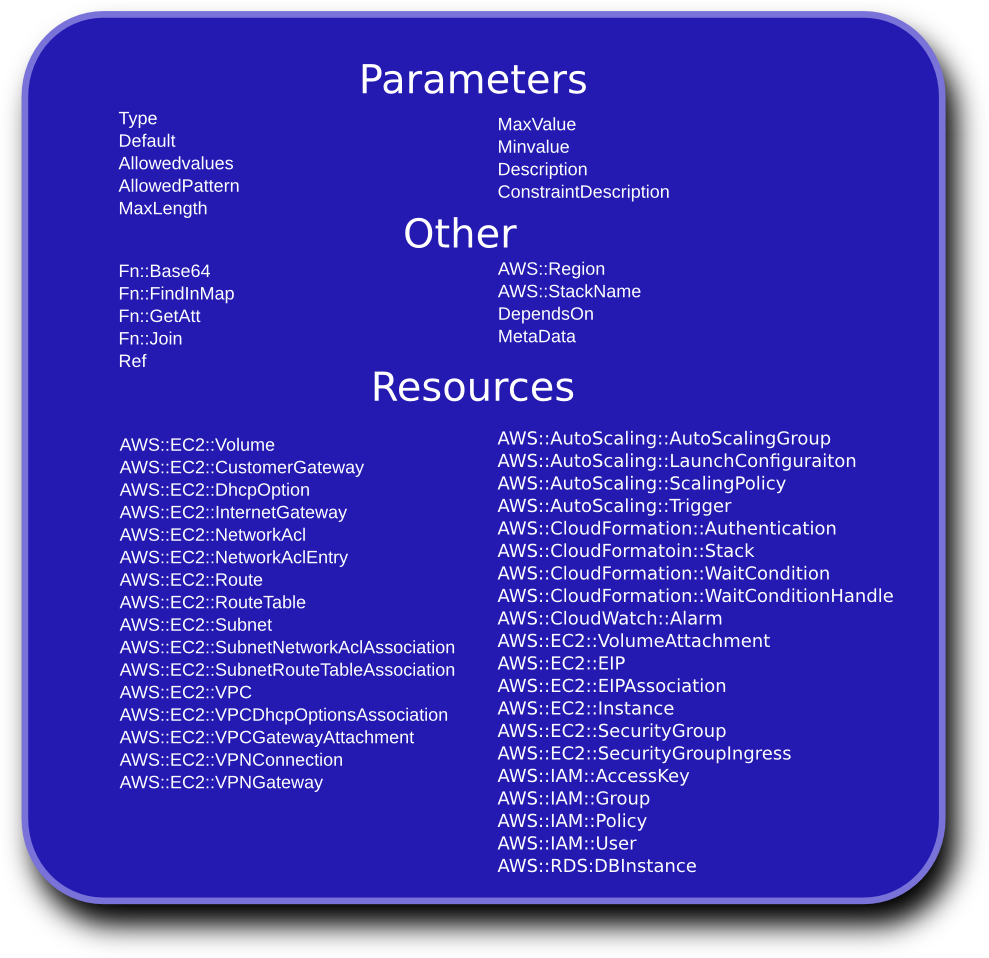 Parameters
Type
Default
Allowedvalues
AllowedPattern
MaxLength
MaxValue
Minvalue
Description
ConstraintDescription
Other
Fn::Base64
Fn::FindInMap
Fn::GetAtt
Fn::Join
Ref
AWS::Region
AWS::StackName
DependsOn
MetaData
Resources
AWS::EC2::Volume
AWS::EC2::CustomerGateway
AWS::EC2::DhcpOption
AWS::EC2::InternetGateway
AWS::EC2::NetworkAcl
AWS::EC2::NetworkAclEntry
AWS::EC2::Route
AWS::EC2::RouteTable
AWS::EC2::Subnet
AWS::EC2::SubnetNetworkAclAssociation
AWS::EC2::SubnetRouteTableAssociation
AWS::EC2::VPC
AWS::EC2::VPCDhcpOptionsAssociation
AWS::EC2::VPCGatewayAttachment
AWS::EC2::VPNConnection
AWS::EC2::VPNGateway
AWS::AutoScaling::AutoScalingGroup
AWS::AutoScaling::LaunchConfiguraiton
AWS::AutoScaling::ScalingPolicy
AWS::AutoScaling::Trigger
AWS::CloudFormation::Authentication
AWS::CloudFormatoin::Stack
AWS::CloudFormation::WaitCondition
AWS::CloudFormation::WaitConditionHandle
AWS::CloudWatch::Alarm
AWS::EC2::VolumeAttachment
AWS::EC2::EIP
AWS::EC2::EIPAssociation
AWS::EC2::Instance
AWS::EC2::SecurityGroup
AWS::EC2::SecurityGroupIngress
AWS::IAM::AccessKey
AWS::IAM::Group
AWS::IAM::Policy
AWS::IAM::User
AWS::RDS:DBInstance